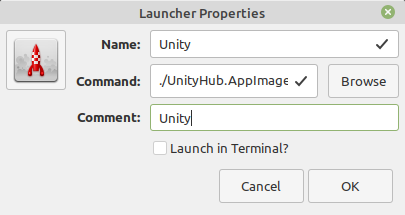 Launcher Properties
Name: Unity
Command: ./UnityHub.AppImage Browse
Comment: Unity
Launch in Terminal?
Cancel OK